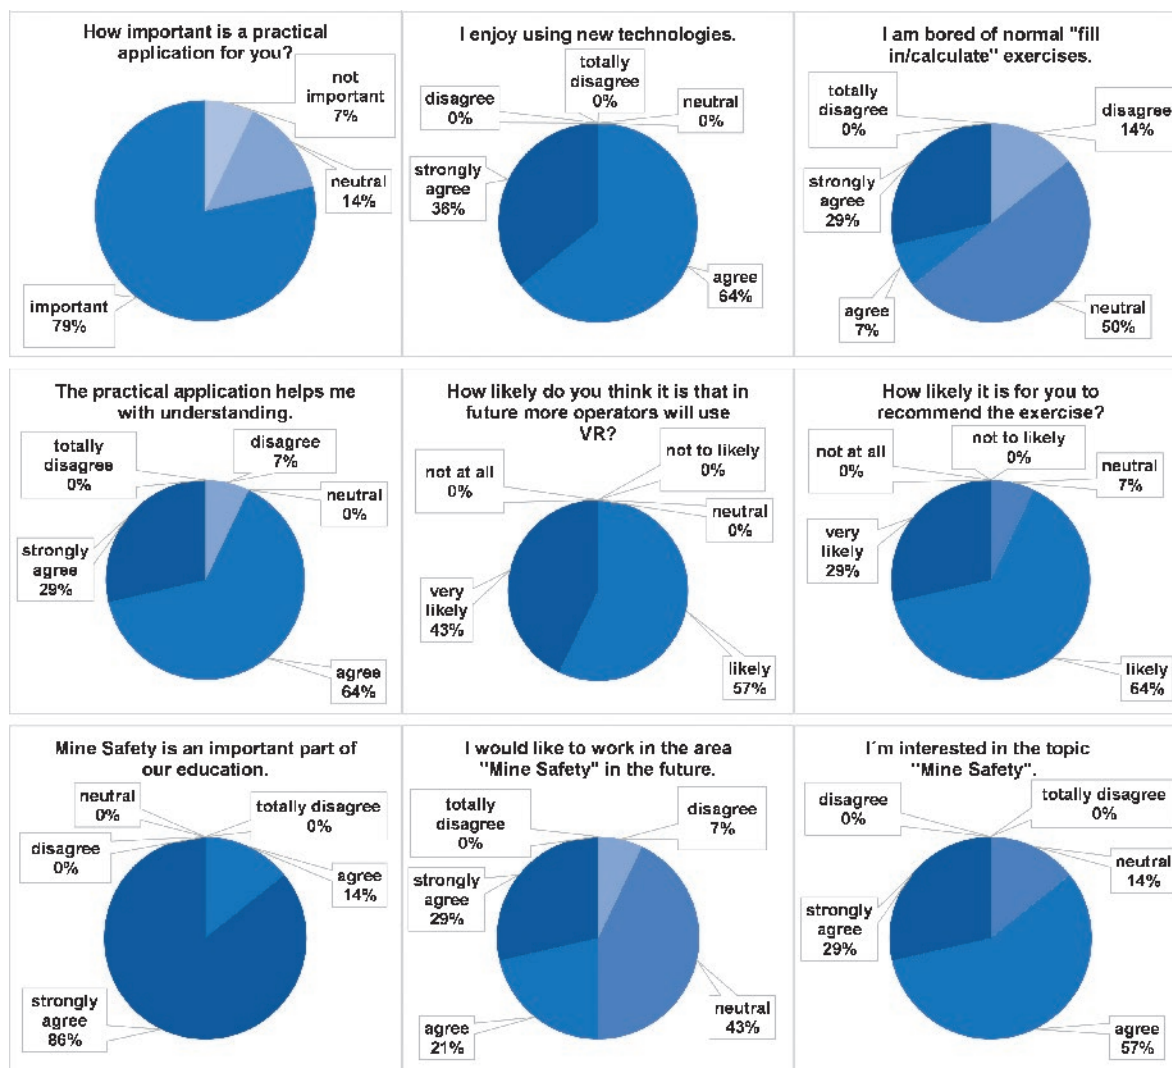 How important is a practical
application for you?
not
important
7%
neutral
14%
important
79%
I enjoy using new technologies.
totally
disagree
0%
disagree
0%
neutral
0%
strongly
agree
36%
agree
64%
I am bored of normal "fill
in/calculate" exercises.
totally
disagree
0%
disagree
14%
strongly
agree
29%
agree
7%
neutral
50%
The practical application helps me
with understanding.
totally
disagree
0%
disagree
7%
neutral
0%
strongly
agree
29%
agree
64%
How likely do you think it is that in
future more operators will use
VR?
not at all
0%
not to likely
0%
neutral
0%
very
likely
43%
likely
57%
How likely it is for you to
recommend the exercise?
not at all
0%
not to likely
0%
neutral
7%
very
likely
29%
likely
64%
Mine Safety is an important part of
our education.
neutral
0%
totally disagree
0%
disagree
0%
agree
14%
strongly
agree
86%
I would like to work in the area
"Mine Safety" in the future.
totally
disagree
0%
disagree
7%
strongly
agree
29%
agree
21%
neutral
43%
I´m interested in the topic
"Mine Safety".
disagree
0%
totally disagree
0%
neutral
14%
strongly
agree
29%
agree
57%